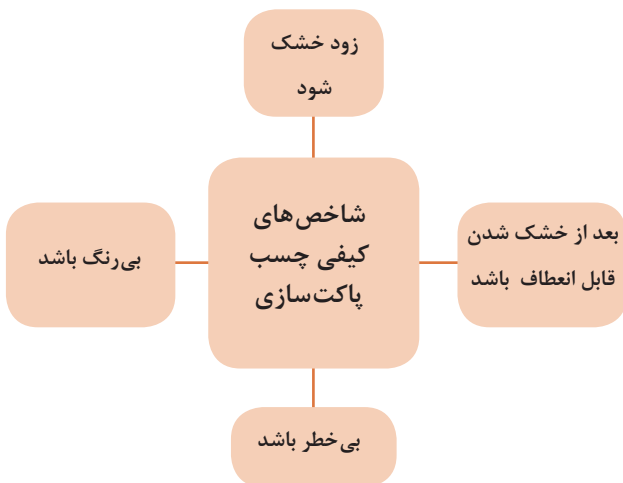 زود خشک
شود
شاخص‌های
کیفی چسب
پاکت‌سازی
بعد از خشک شدن
قابل انعطاف باشد
بی‌رنگ باشد
بی‌خطر باشد